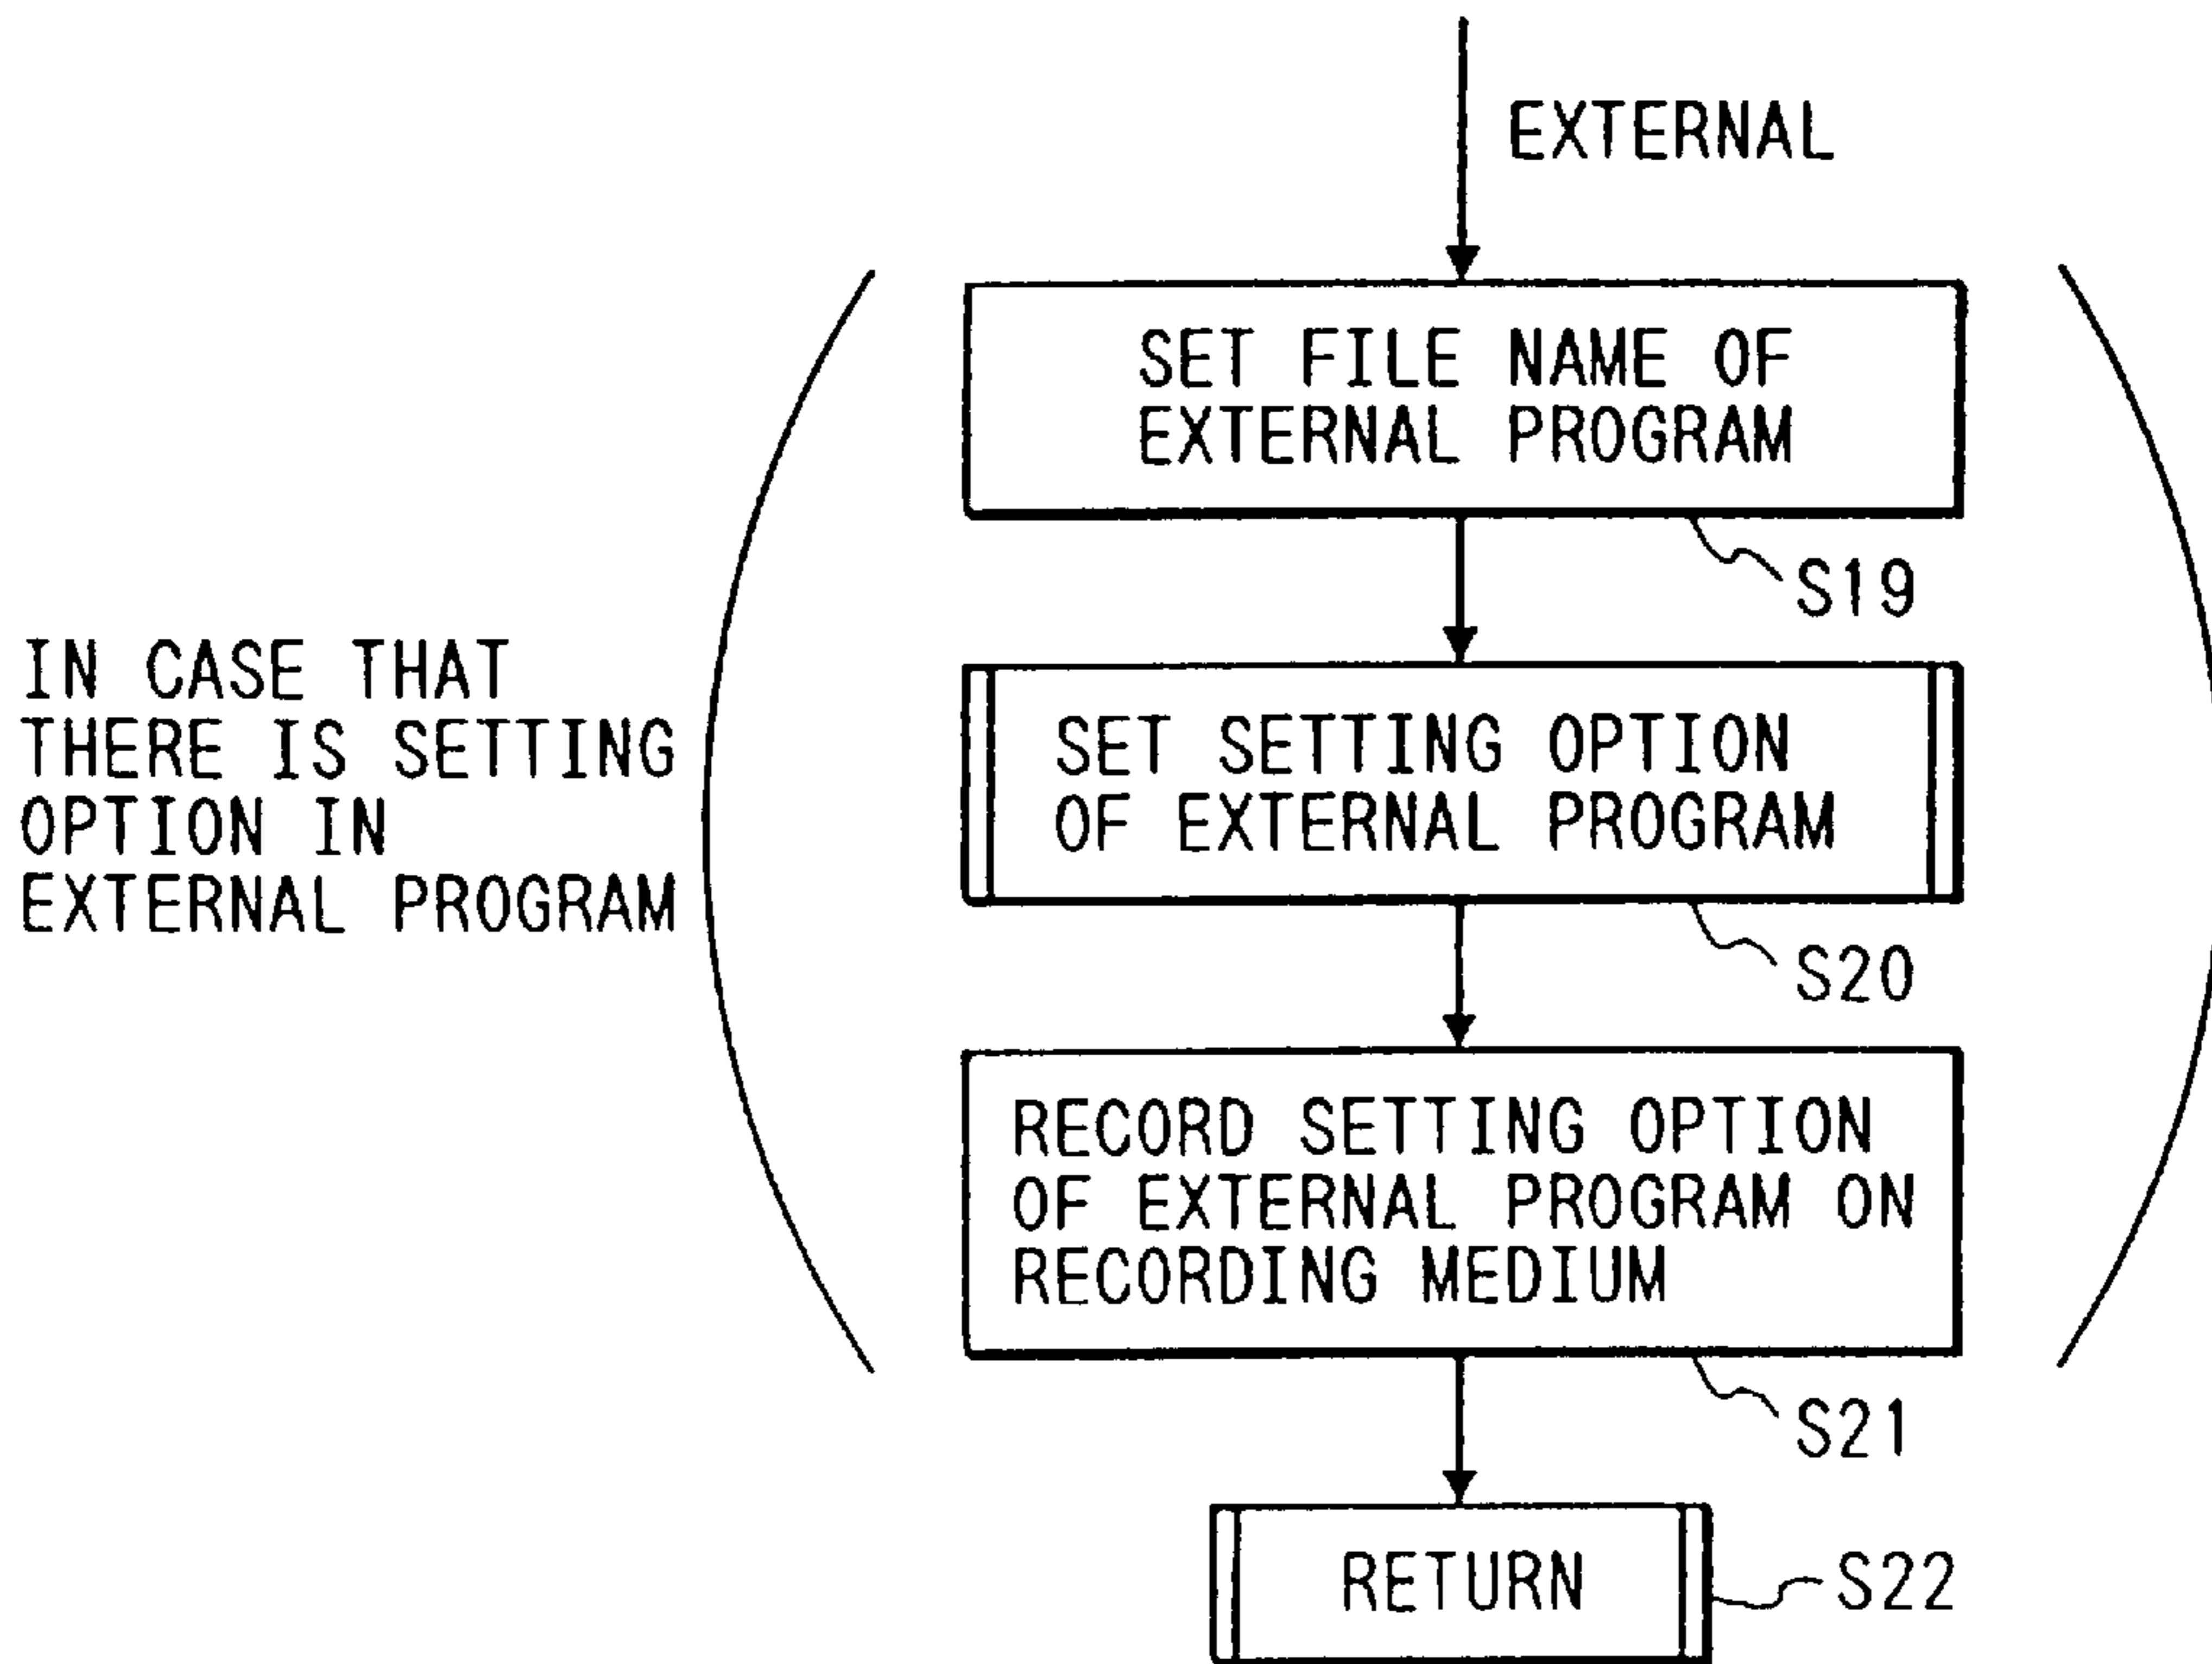 EXTERNAL
SET FILE NAME OF
EXTERNAL PROGRAM
S19
IN CASE THAT
THERE IS SETTING
OPTION IN
EXTERNAL PROGRAM
SET SETTING OPTION
OF EXTERNAL PROGRAM
S20
RECORD SETTING OPTION
OF EXTERNAL PROGRAM ON
RECORDING MEDIUM
S21
RETURN
S22